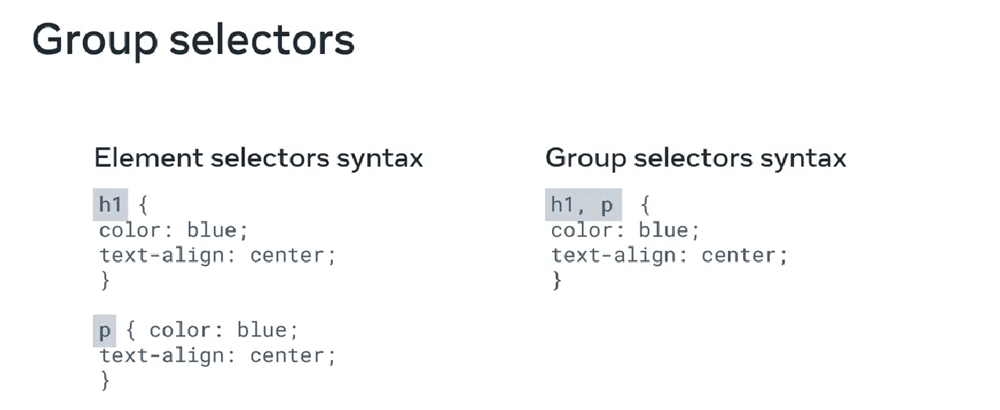 Group selectors
Element selectors syntax
h1 {
color: blue;
text-align: center;
}
p { color: blue;
text-align: center;
}
Group selectors syntax
h1, p {
color: blue;
text-align: center;
}